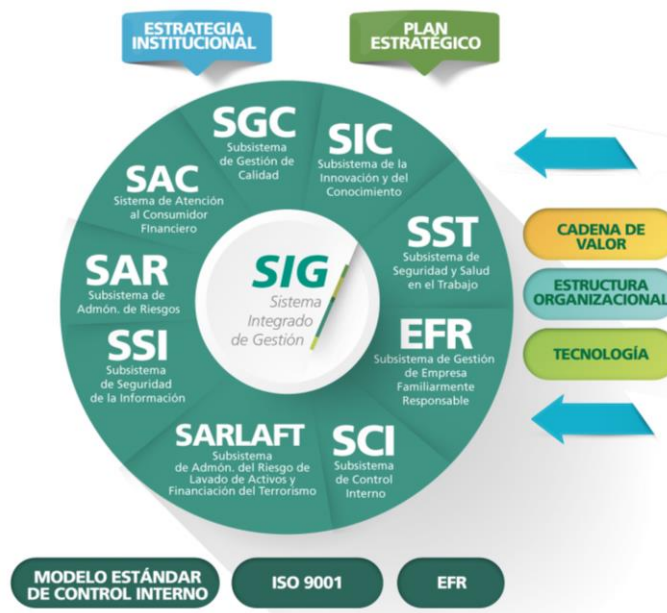 ESTRATEGIA
INSTITUCIONAL
PLAN
ESTRATÉGICO
SGC
Subsistema
de Gestión de
Calidad
SIC
Subsistema de la
Innovación y del
Conocimiento
SAC
Sistema de Atención
al Consumidor
FInanciero
SST
Subsistema de
Seguridad y Salud
en el Trabajo
SAR
Subsistema de
Admón. de Riesgos
SIG
Sistema
Integrado
de Gestión
EFR
Subsistema de Gestión
de Empresa
Familiarmente
Responsable
SSI
Subsistema
de Seguridad
de la Información
SARLAFT
Subsistema
de Admón. del Riesgo de
Lavado de Activos y
Financiación del Terrorismo
SCI
Subsistema
de Control
Interno
CADENA DE
VALOR
ESTRUCTURA
ORGANIZACIONAL
TECNOLOGÍA
MODELO ESTÁNDAR
DE CONTROL INTERNO
ISO 9001
EFR